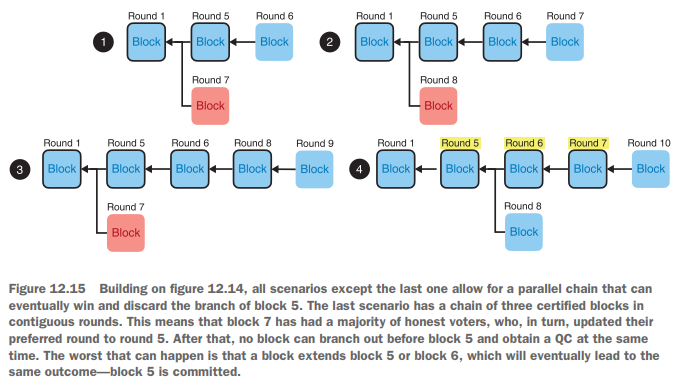 Round 1 Round 5 Round 6
1 Block Block Block
Round 7
Block
Round 1 Round 5 Round 6 Round 7
2 Block Block Block Block
Round 8
Block
Round 1 Round 5 Round 6 Round 8 Round 9
3 Block Block Block Block Block
Round 7
Block
Round 1 Round 5 Round 6 Round 7 Round 10
4 Block Block Block Block Block
Round 8
Block
Figure 12.15 Building on figure 12.14, all scenarios except the last one allow for a parallel chain that can
eventually win and discard the branch of block 5. The last scenario has a chain of three certified blocks in
contiguous rounds. This means that block 7 has had a majority of honest voters, who, in turn, updated their
preferred round to round 5. After that, no block can branch out before block 5 and obtain a QC at the same
time. The worst that can happen is that a block extends block 5 or block 6, which will eventually lead to the
same outcome—block 5 is committed.